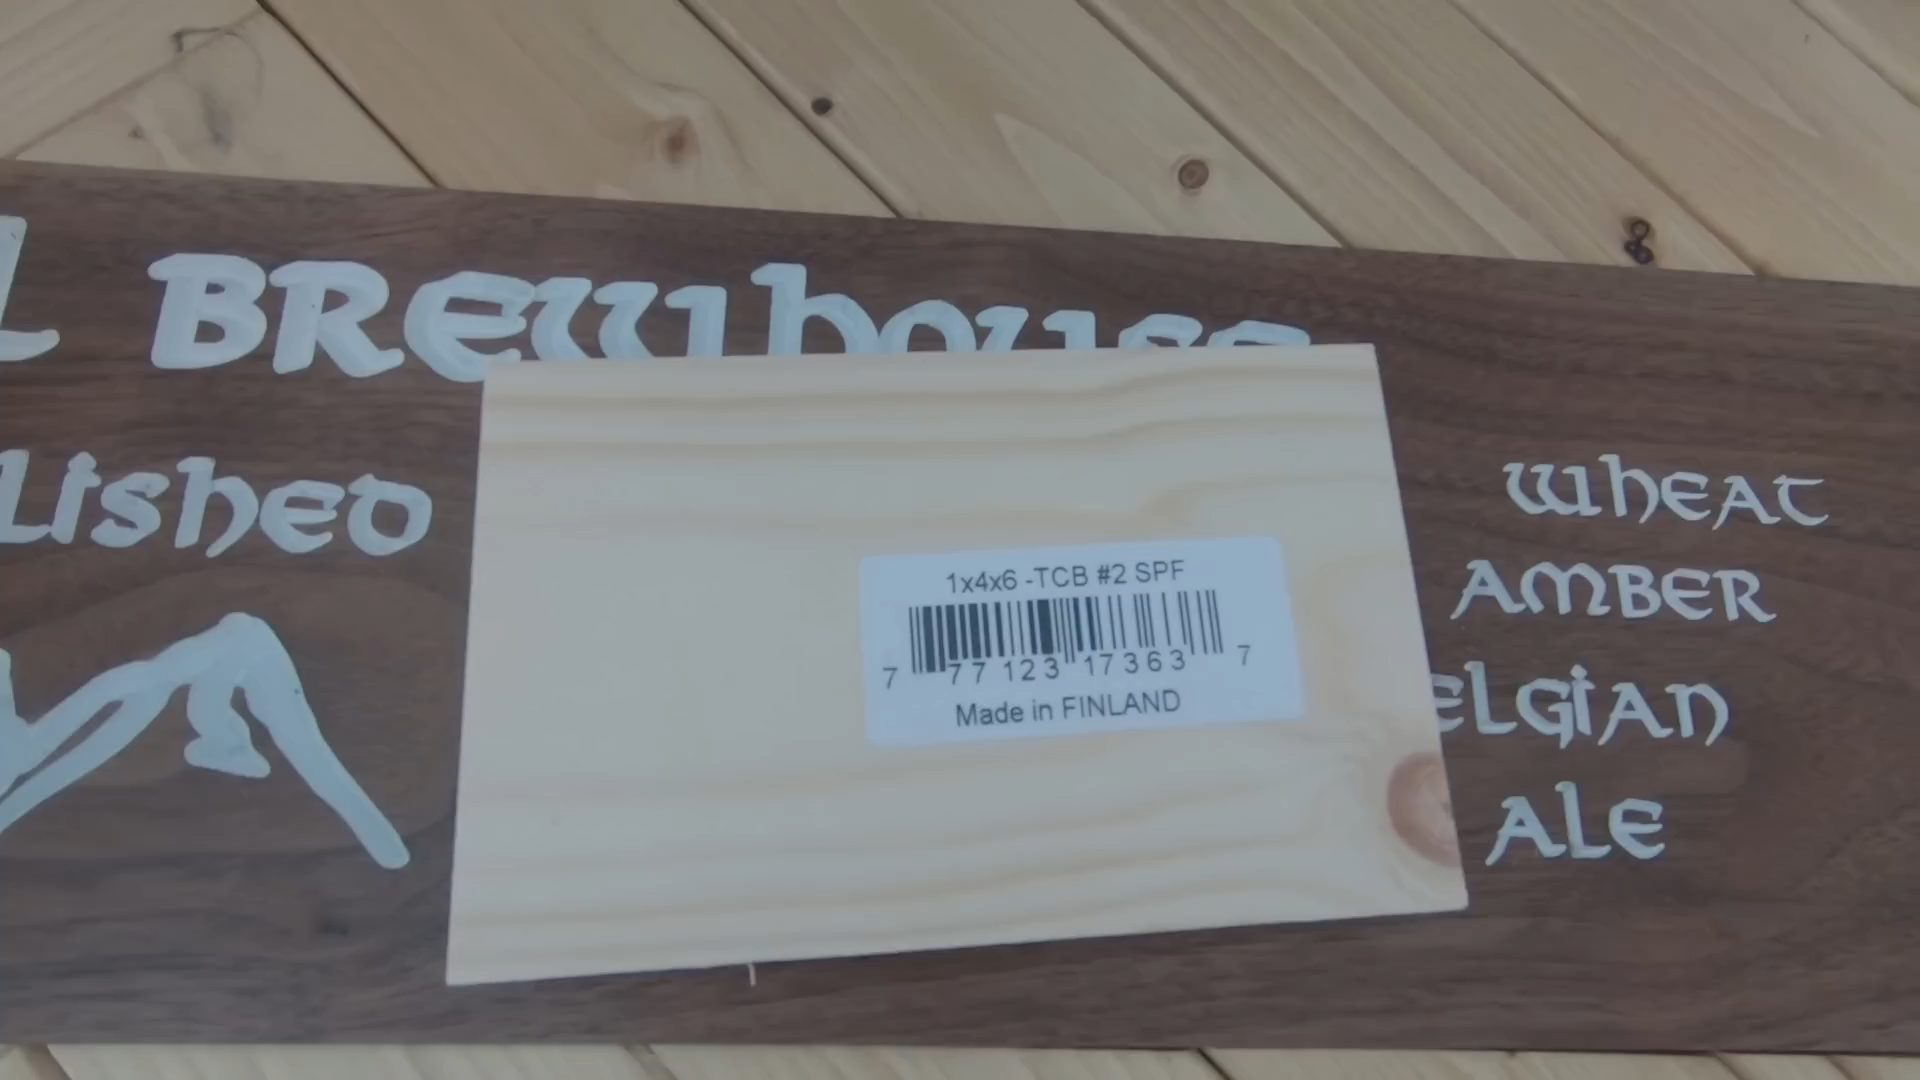 L BREWhOUSE
LishED
WhEAT
AMBER
ELGiAN
ALE
1x4x6 -TCB #2 SPF
7 77123 17363 7
Made in FINLAND